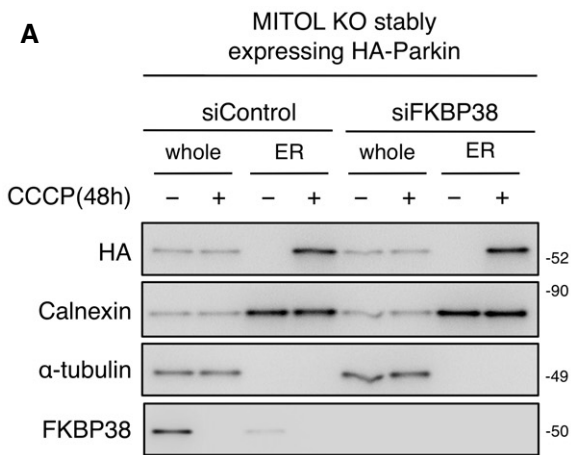 A
MITOL KO stably
expressing HA-Parkin
siControl siFKBP38
whole ER whole ER
CCCP(48h) – + – + – + – +
HA -52
-90
Calnexin
α-tubulin -49
FKBP38 -50